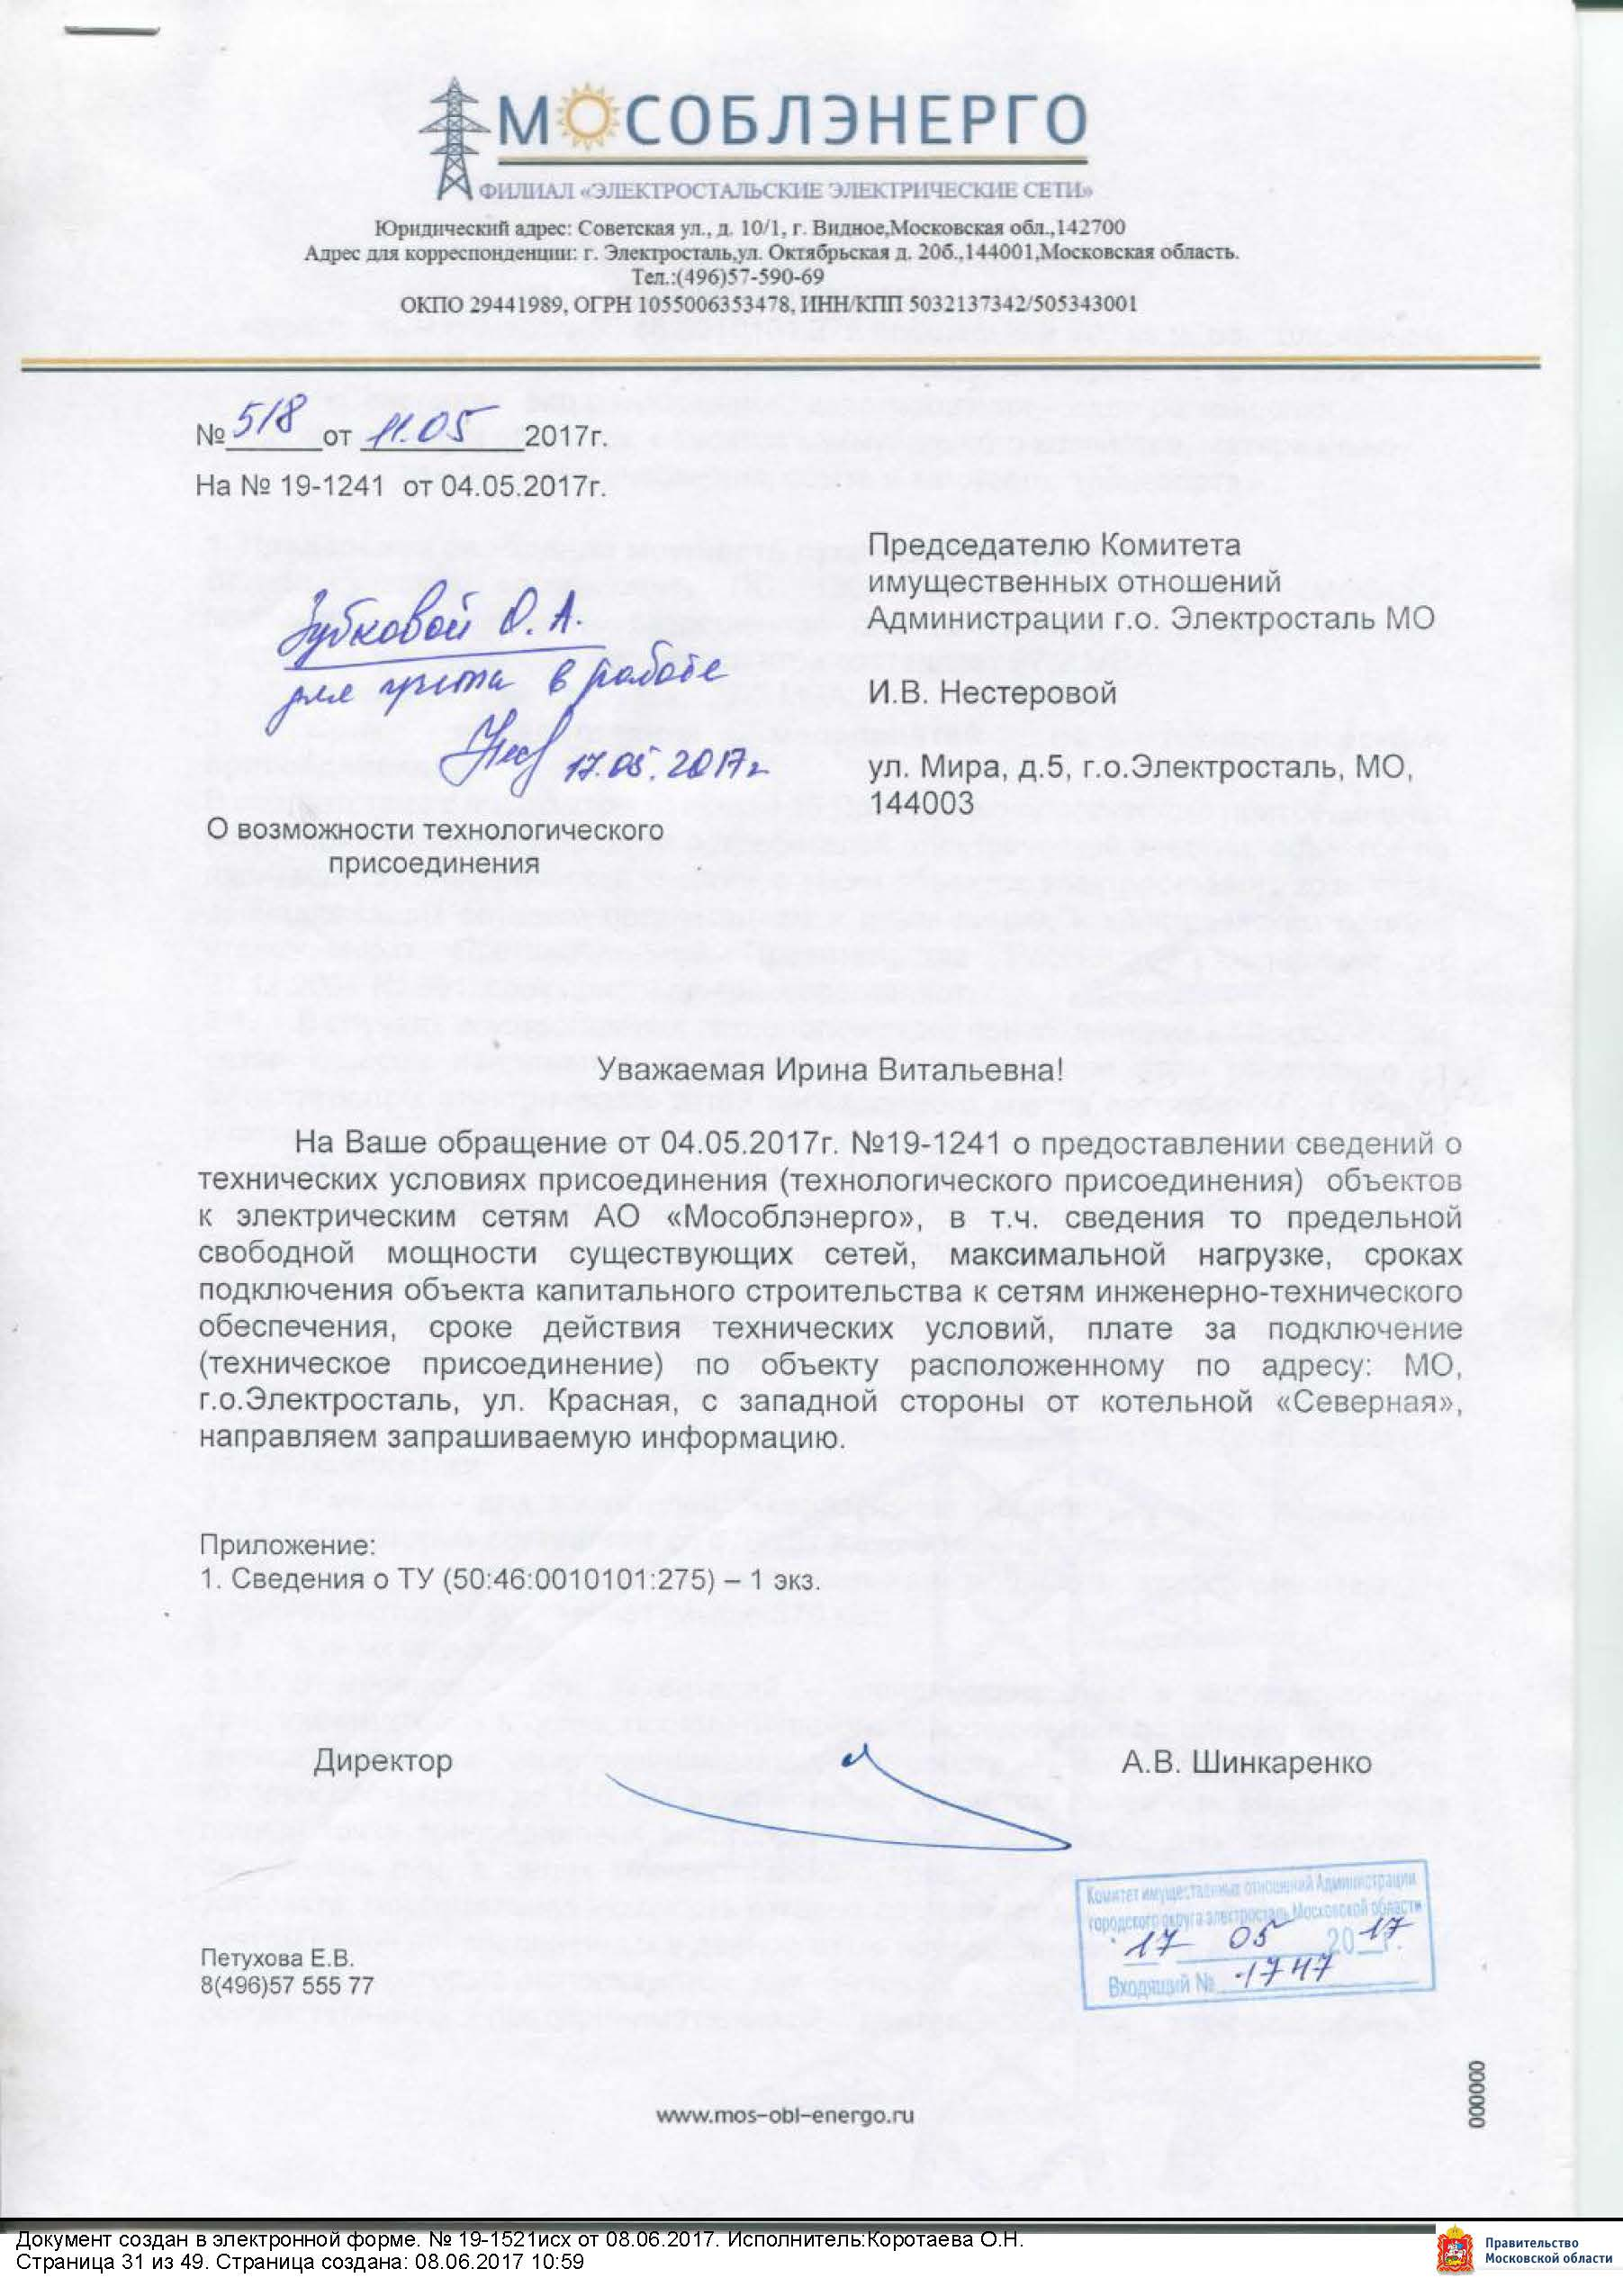 МОСОБЛЭНЕРГО
ФИЛИАЛ «ЭЛЕКТРОСТАЛЬСКИЕ ЭЛЕКТРИЧЕСКИЕ СЕТИ»
Юридический адрес: Советская ул., д. 10/1, г. Видное,Московская обл.,142700
Адрес для корреспонденции: г. Электросталь,ул. Октябрьская д. 20б.,144001,Московская область.
Тел.:(496)57-590-69
ОКПО 29441989, ОГРН 1055006353478, ИНН/КПП 5032137342/505343001
№ 518 от 11.05 2017г.
На № 19-1241 от 04.05.2017г.
Председателю Комитета
имущественных отношений
Администрации г.о. Электросталь МО
И.В. Нестеровой
ул. Мира, д.5, г.о.Электросталь, МО,
144003
Зубковой О.А.
для учета в работе
17.05.2017г
О возможности технологического
присоединения
Уважаемая Ирина Витальевна!
На Ваше обращение от 04.05.2017г. №19-1241 о предоставлении сведений о
технических условиях присоединения (технологического присоединения) объектов
к электрическим сетям АО «Мособлэнерго», в т.ч. сведения то предельной
свободной мощности существующих сетей, максимальной нагрузке, сроках
подключения объекта капитального строительства к сетям инженерно-технического
обеспечения, сроке действия технических условий, плате за подключение
(техническое присоединение) по объекту расположенному по адресу: МО,
г.о.Электросталь, ул. Красная, с западной стороны от котельной «Северная»,
направляем запрашиваемую информацию.
Приложение:
1. Сведения о ТУ (50:46:0010101:275) – 1 экз.
Директор А.В. Шинкаренко
Комитет имущественных отношений Администрации
городского округа электросталь Московской области
17 05 2017г.
Входящий № 1747
Петухова Е.В.
8(496)57 555 77
www.mos-obl-energo.ru
000000
Документ создан в электронной форме. № 19-1521исх от 08.06.2017. Исполнитель:Коротаева О.Н.
Страница 31 из 49. Страница создана: 08.06.2017 10:59
Правительство
Московской области